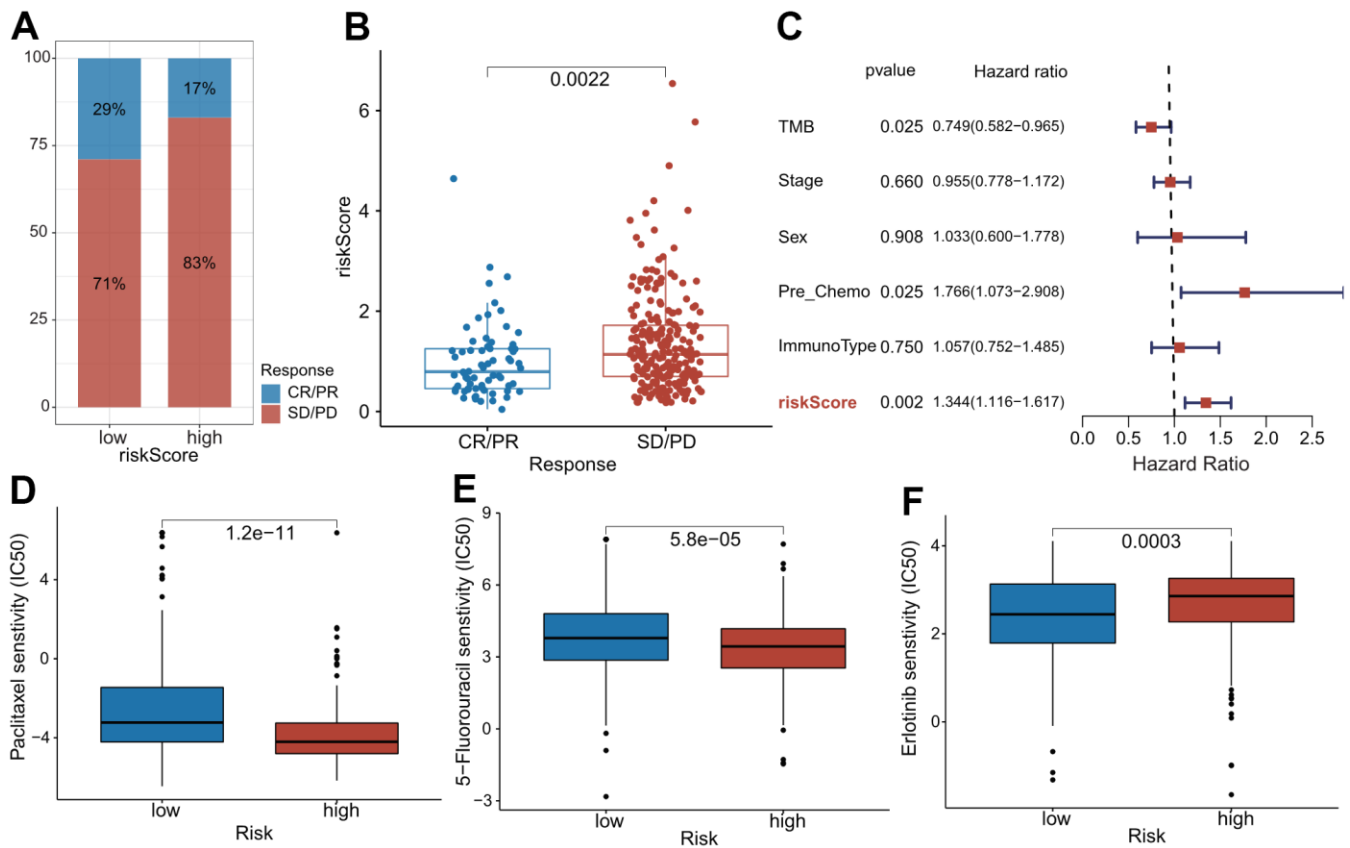 A
100
75
50
25
0
29%
17%
71%
83%
low
high
riskScore
Response
CR/PR
SD/PD
B
0.0022
riskScore
6
4
2
0
CR/PR
SD/PD
Response
C
pvalue Hazard ratio
TMB 0.025 0.749(0.582−0.965)
Stage 0.660 0.955(0.778−1.172)
Sex 0.908 1.033(0.600−1.778)
Pre_Chemo 0.025 1.766(1.073−2.908)
ImmunoType 0.750 1.057(0.752−1.485)
riskScore 0.002 1.344(1.116−1.617)
0.0 0.5 1.0 1.5 2.0 2.5
Hazard Ratio
D
1.2e−11
Paclitaxel senstivity (IC50)
4
0
−4
low
high
Risk
E
5.8e−05
5−Fluorouracil senstivity (IC50)
9
6
3
0
−3
low
high
Risk
F
0.0003
Erlotinib senstivity (IC50)
4
2
0
low
high
Risk